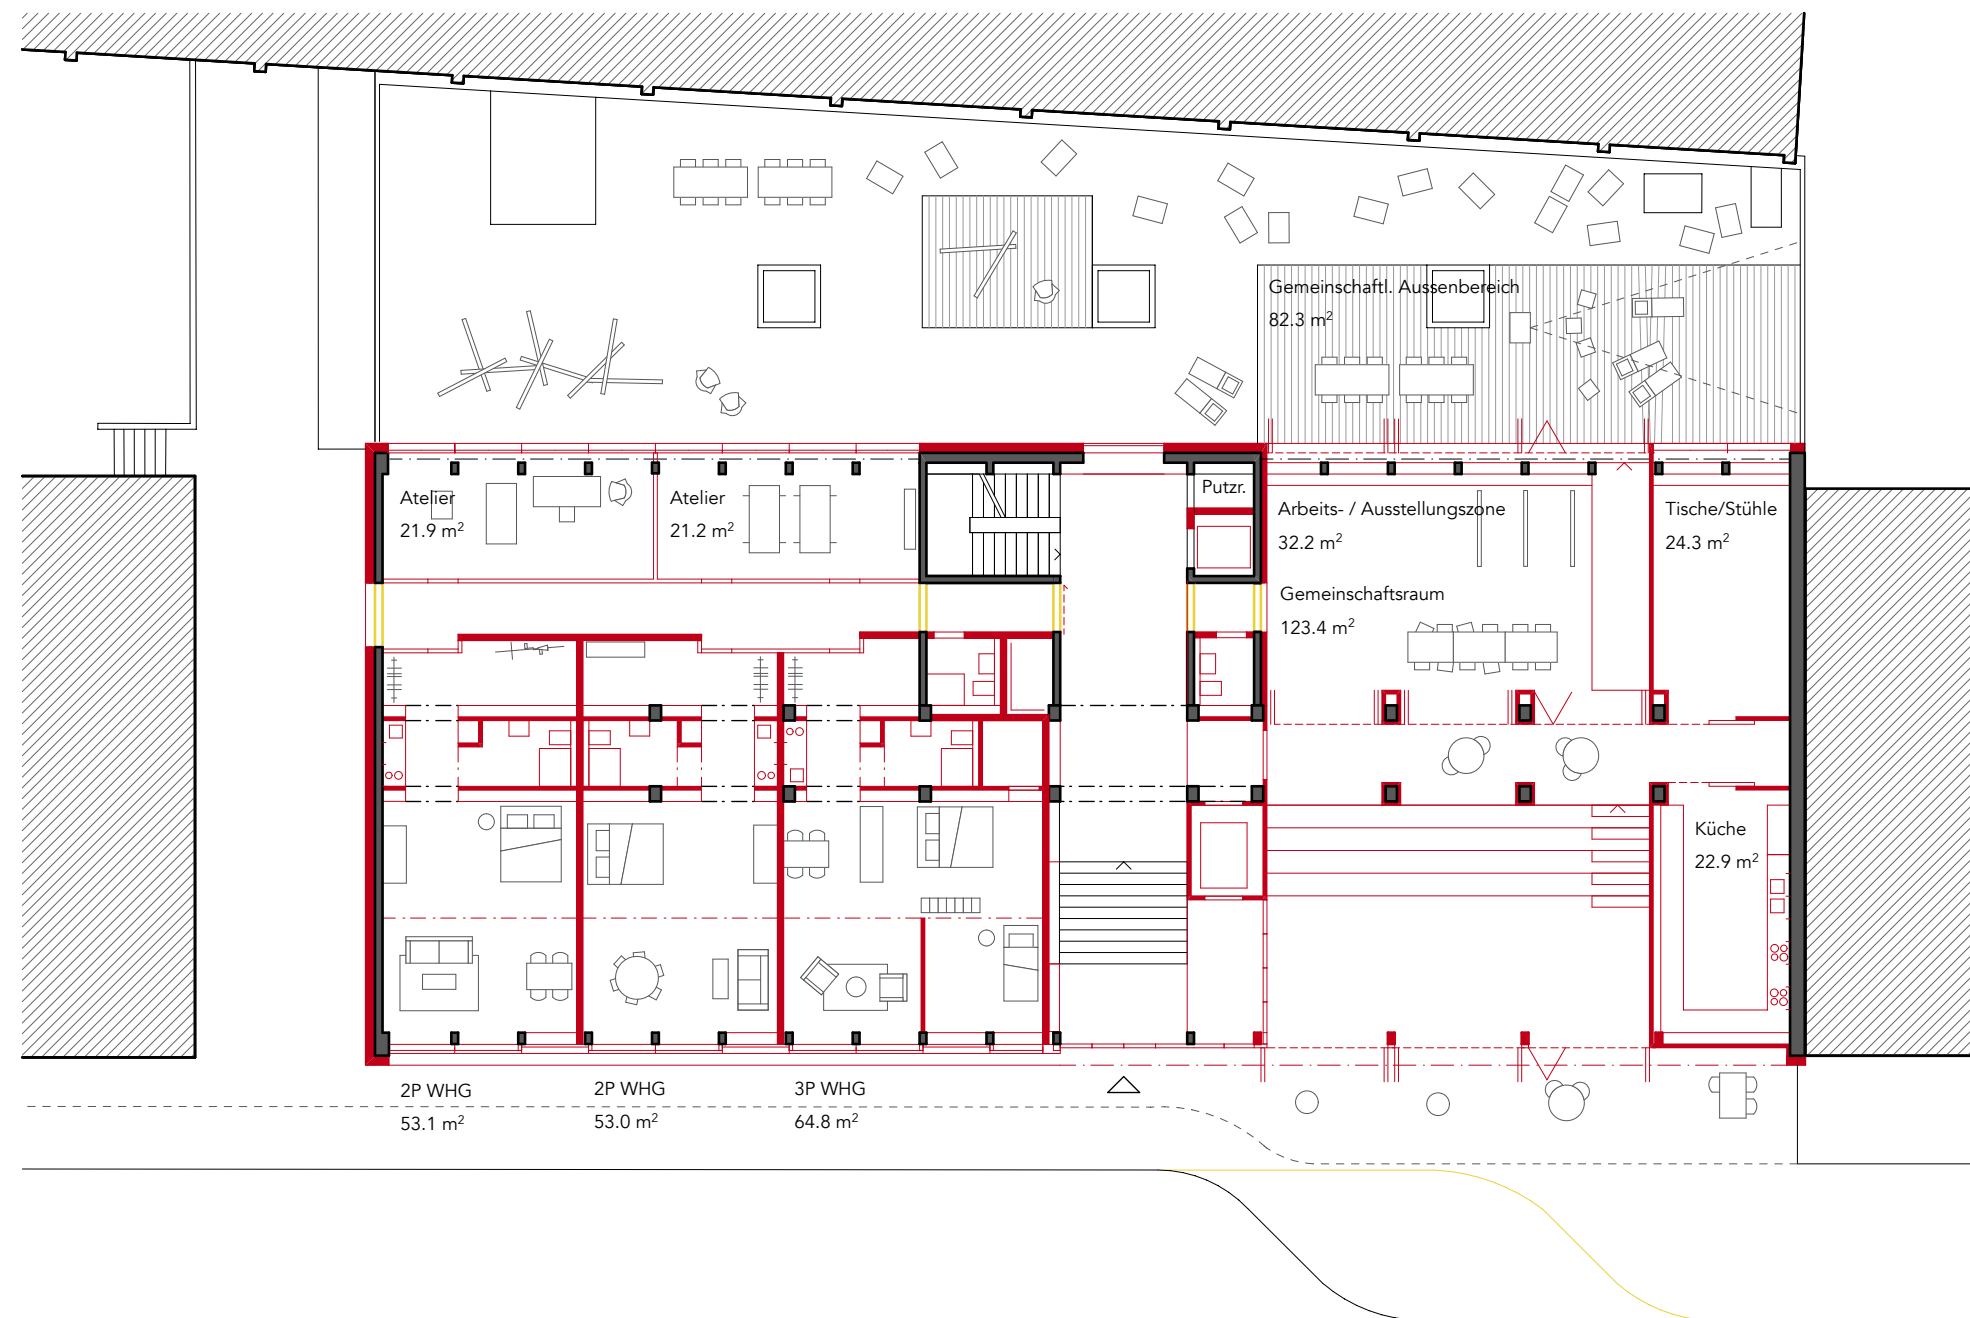 Gemeinschaftl. Aussenbereich
82.3 m²
Atelier
21.9 m²
Atelier
21.2 m²
Putzr.
Arbeits- / Ausstellungszone
32.2 m²
Tische/Stühle
24.3 m²
Gemeinschaftsraum
123.4 m²
Küche
22.9 m²
2P WHG
53.1 m²
2P WHG
53.0 m²
3P WHG
64.8 m²